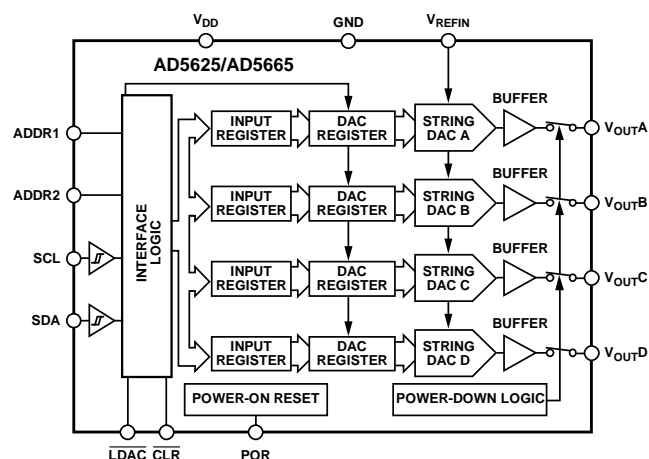 VDD
GND
VREFIN
AD5625/AD5665
BUFFER
ADDR1
INPUT
REGISTER
DAC
REGISTER
STRING
DAC A
VOUTA
BUFFER
ADDR2
INPUT
REGISTER
DAC
REGISTER
STRING
DAC B
VOUTB
INTERFACE
LOGIC
BUFFER
SCL
INPUT
REGISTER
DAC
REGISTER
STRING
DAC C
VOUTC
BUFFER
SDA
INPUT
REGISTER
DAC
REGISTER
STRING
DAC D
VOUTD
POWER-ON RESET
POWER-DOWN LOGIC
LDAC
CLR
POR